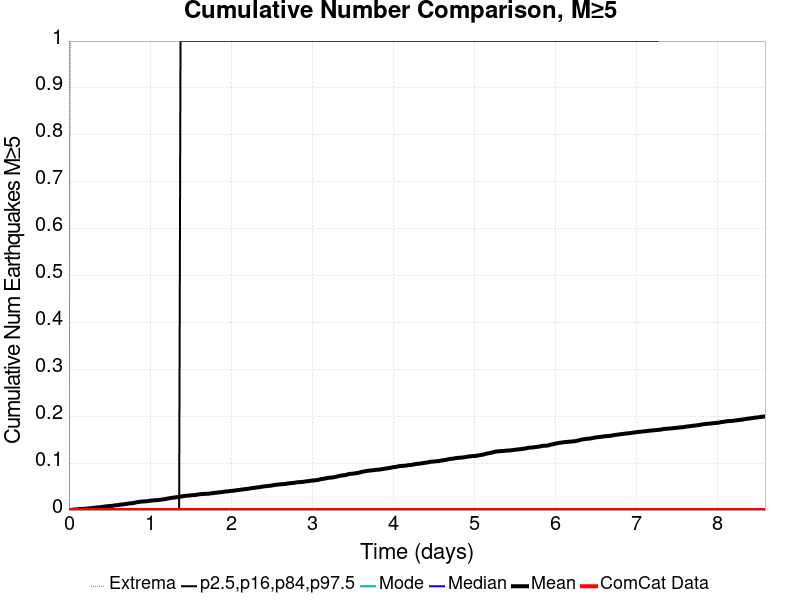 Cumulative Number Comparison, M≥5
Cumulative Num Earthquakes M≥5
1
0.9
0.8
0.7
0.6
0.5
0.4
0.3
0.2
0.1
0
0 1 2 3 4 5 6 7 8
Time (days)
Extrema p2.5,p16,p84,p97.5 Mode Median Mean ComCat Data